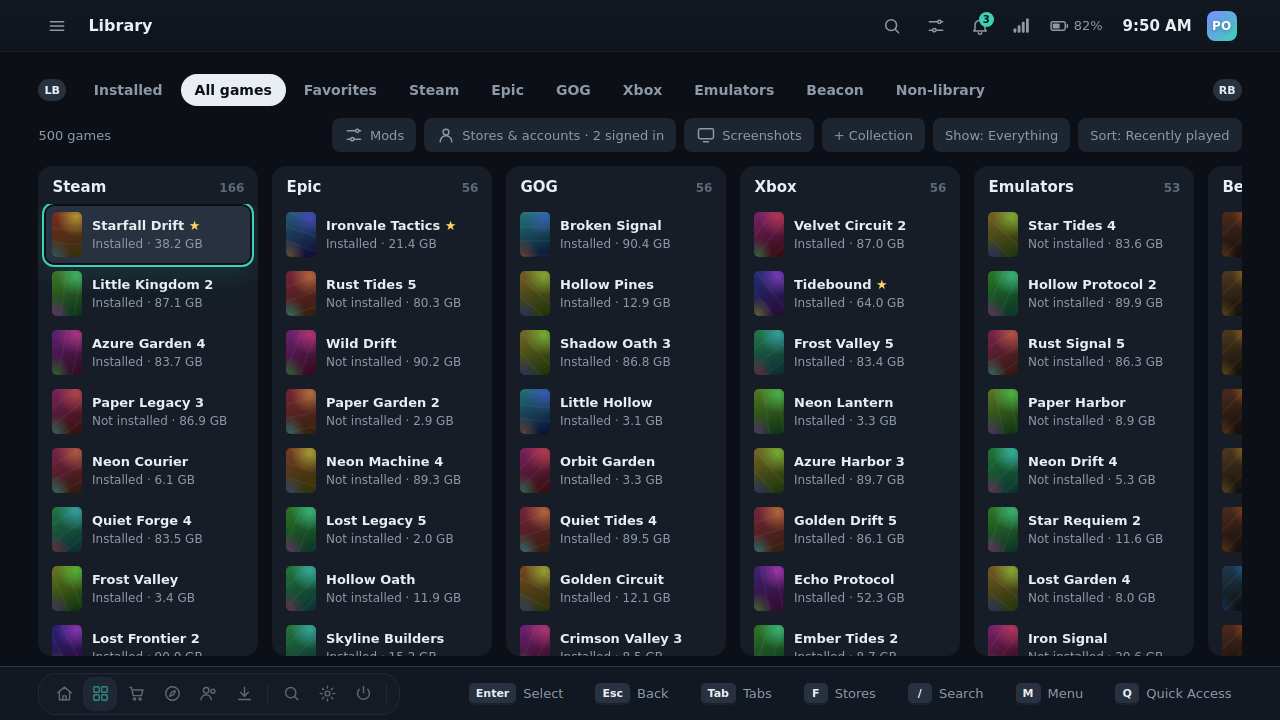 Library
3
82%
9:50 AM
PO
LB
Installed
All games
Favorites
Steam
Epic
GOG
Xbox
Emulators
Beacon
Non-library
RB
500 games
Mods
Stores & accounts · 2 signed in
Screenshots
+ Collection
Show: Everything
Sort: Recently played
Steam 166
Starfall Drift ★
Installed · 38.2 GB
Little Kingdom 2
Installed · 87.1 GB
Azure Garden 4
Installed · 83.7 GB
Paper Legacy 3
Not installed · 86.9 GB
Neon Courier
Installed · 6.1 GB
Quiet Forge 4
Installed · 83.5 GB
Frost Valley
Installed · 3.4 GB
Lost Frontier 2
Epic 56
Ironvale Tactics ★
Installed · 21.4 GB
Rust Tides 5
Not installed · 80.3 GB
Wild Drift
Not installed · 90.2 GB
Paper Garden 2
Not installed · 2.9 GB
Neon Machine 4
Not installed · 89.3 GB
Lost Legacy 5
Not installed · 2.0 GB
Hollow Oath
Not installed · 11.9 GB
Skyline Builders
GOG 56
Broken Signal
Installed · 90.4 GB
Hollow Pines
Installed · 12.9 GB
Shadow Oath 3
Installed · 86.8 GB
Little Hollow
Installed · 3.1 GB
Orbit Garden
Installed · 3.3 GB
Quiet Tides 4
Installed · 89.5 GB
Golden Circuit
Installed · 12.1 GB
Crimson Valley 3
Xbox 56
Velvet Circuit 2
Installed · 87.0 GB
Tidebound ★
Installed · 64.0 GB
Frost Valley 5
Installed · 83.4 GB
Neon Lantern
Installed · 3.3 GB
Azure Harbor 3
Installed · 89.7 GB
Golden Drift 5
Installed · 86.1 GB
Echo Protocol
Installed · 52.3 GB
Ember Tides 2
Emulators 53
Star Tides 4
Not installed · 83.6 GB
Hollow Protocol 2
Not installed · 89.9 GB
Rust Signal 5
Not installed · 86.3 GB
Paper Harbor
Not installed · 8.9 GB
Neon Drift 4
Not installed · 5.3 GB
Star Requiem 2
Not installed · 11.6 GB
Lost Garden 4
Not installed · 8.0 GB
Iron Signal
Be
Enter Select
Esc Back
Tab Tabs
F Stores
/ Search
M Menu
Q Quick Access